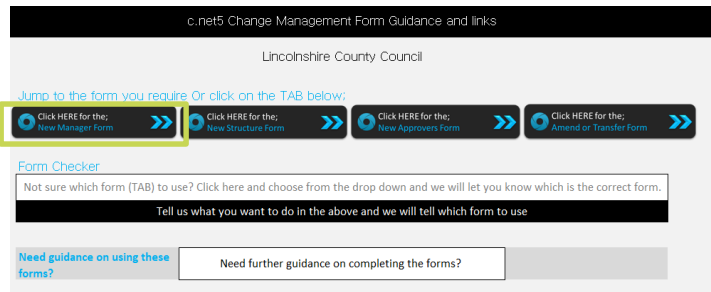 c.net5 Change Management Form Guidance and links
Lincolnshire County Council
Jump to the form you require Or click on the TAB below;
Click HERE for the;
New Manager Form
Click HERE for the;
New Structure Form
Click HERE for the;
New Approvers Form
Click HERE for the;
Amend or Transfer Form
Form Checker
Not sure which form (TAB) to use? Click here and choose from the drop down and we will let you know which is the correct form.
Tell us what you want to do in the above and we will tell which form to use
Need guidance on using these
forms?
Need further guidance on completing the forms?